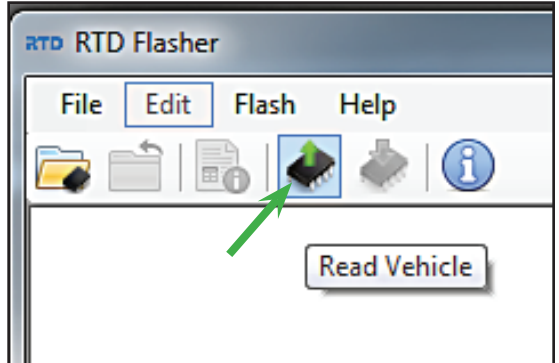 RTD RTD Flasher
File Edit Flash Help
Read Vehicle